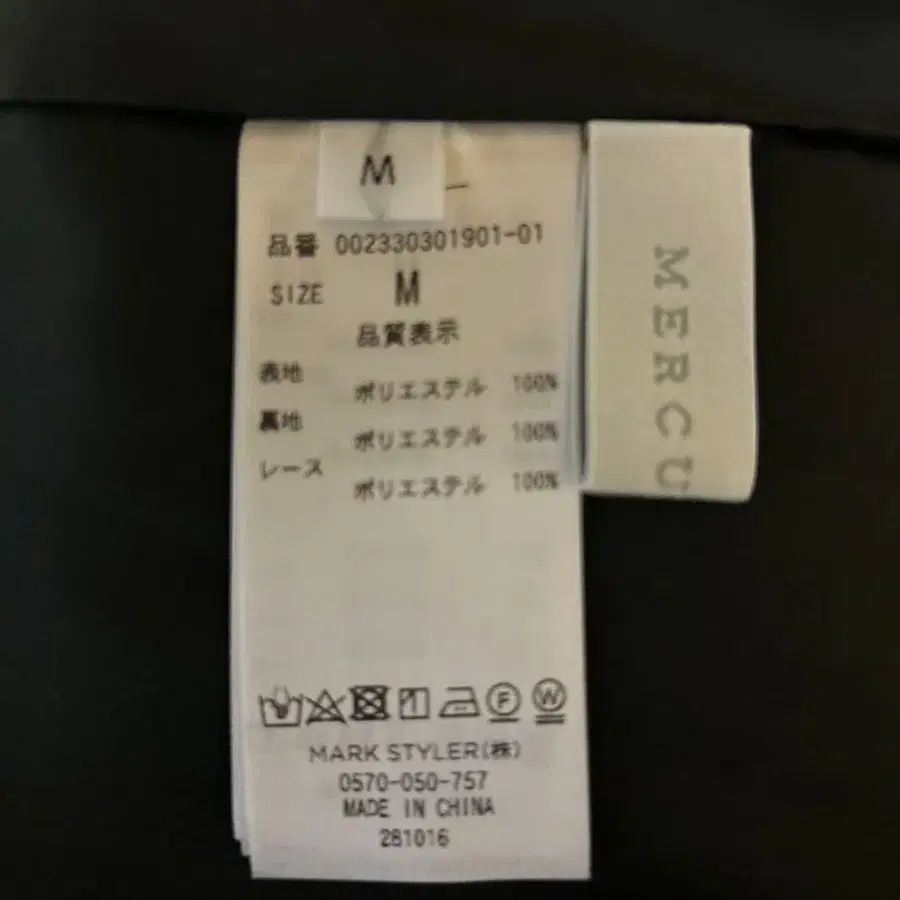 M
品番 002330301901-01
SIZE M
品質表示
表地 ポリエステル 100%
裏地 ポリエステル 100%
レース ポリエステル 100%
F W
MARK STYLER(株)
0570-050-757
MADE IN CHINA
281016
MERCU